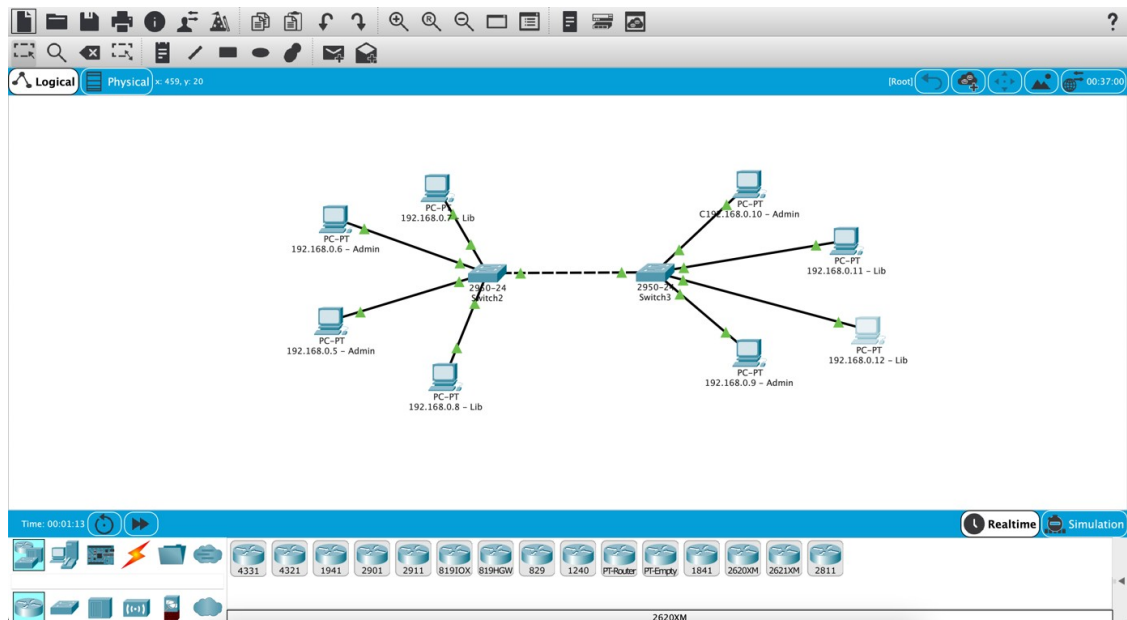 ?
Logical
Physical
x: 459, y: 20
[Root]
00:37:00
PC-PT
192.168.0.7 - Lib
PC-PT
192.168.0.6 - Admin
PC-PT
C192.168.0.10 - Admin
PC-PT
192.168.0.11 - Lib
2950-24
Switch2
2950-24
Switch3
PC-PT
192.168.0.5 - Admin
PC-PT
192.168.0.12 - Lib
PC-PT
192.168.0.9 - Admin
PC-PT
192.168.0.8 - Lib
Time: 00:01:13
Realtime
Simulation
4331
4321
1941
2901
2911
819IOX
819HGW
829
1240
PT-Router
PT-Empty
1841
2620XM
2621XM
2811
2620XM